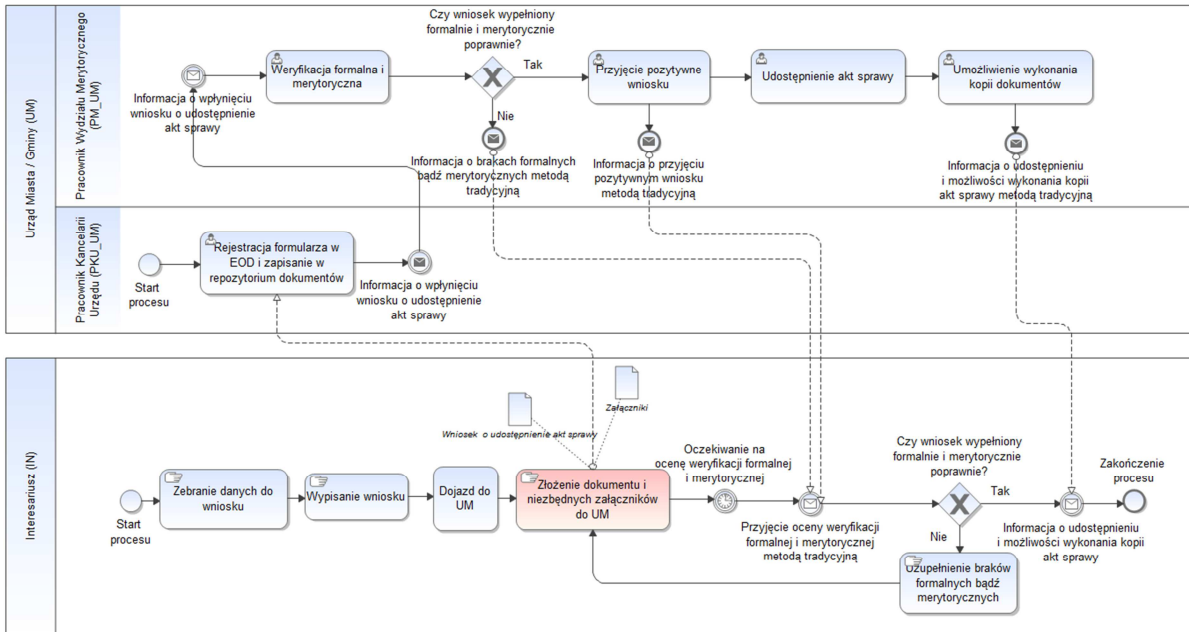 Urząd Miasta / Gminy (UM)
Pracownik Wydziału Merytorycznego
(PM_UM)
Informacja o wpłynięciu
wniosku o udostępnienie
akt sprawy
Weryfikacja formalna i
merytoryczna
Czy wniosek wypełniony
formalnie i merytorycznie
poprawnie?
Tak
Nie
Informacja o brakach formalnych
bądź merytorycznych metodą
tradycyjną
Przyjęcie pozytywne
wniosku
Informacja o przyjęciu
pozytywnym wniosku
metodą tradycyjną
Udostępnienie akt sprawy
Umożliwienie wykonania
kopii dokumentów
Informacja o udostępnieniu
i możliwości wykonania kopii
akt sprawy metodą tradycyjną
Pracownik Kancelarii
Urzędu (PKU_UM)
Start
procesu
Rejestracja formularza w
EOD i zapisanie w
repozytorium dokumentów
Informacja o wpłynięciu
wniosku o udostępnienie
akt sprawy
Interesariusz (IN)
Start
procesu
Zebranie danych do
wniosku
Wypisanie wniosku
Dojazd do
UM
Wniosek o udostępnienie akt sprawy
Załączniki
Złożenie dokumentu i
niezbędnych załączników
do UM
Oczekiwanie na
ocenę weryfikacji formalnej
i merytorycznej
Przyjęcie oceny weryfikacji
formalnej i merytorycznej
metodą tradycyjną
Czy wniosek wypełniony
formalnie i merytorycznie
poprawnie?
Tak
Nie
Uzupełnienie braków
formalnych bądź
merytorycznych
Informacja o udostępnieniu
i możliwości wykonania kopii
akt sprawy
Zakończenie
procesu